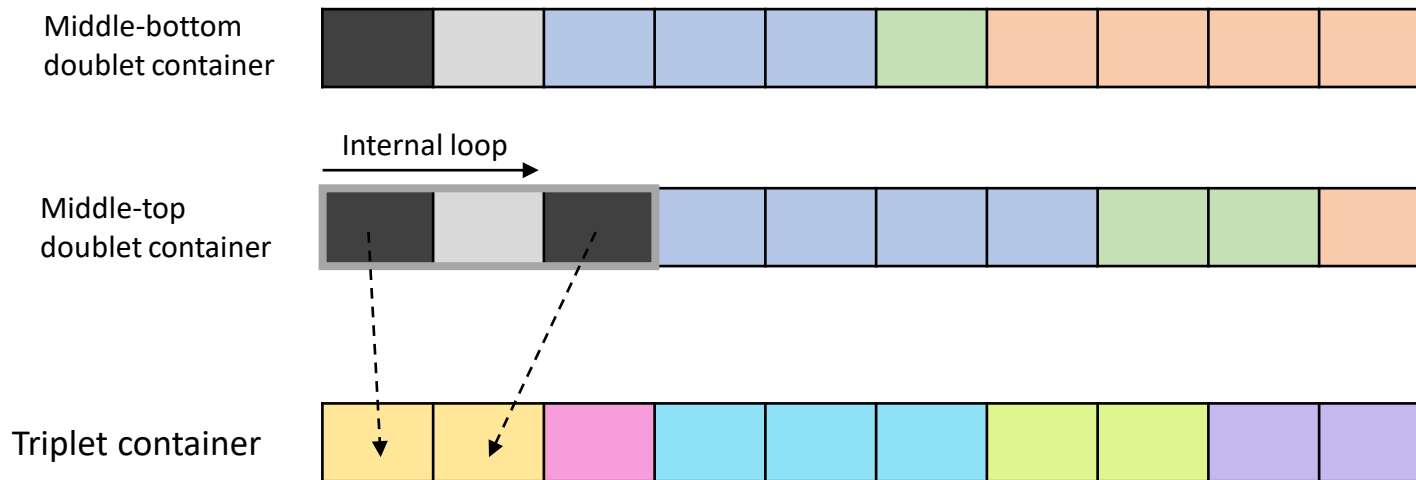 Middle-bottom
doublet container
Internal loop
Middle-top
doublet container
Triplet container